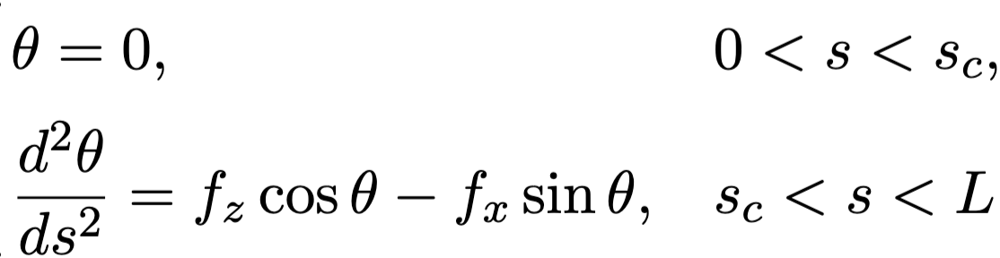 θ = 0, 0 < s < s_c,
d²θ/ds² = f_z cos θ − f_x sin θ, s_c < s < L